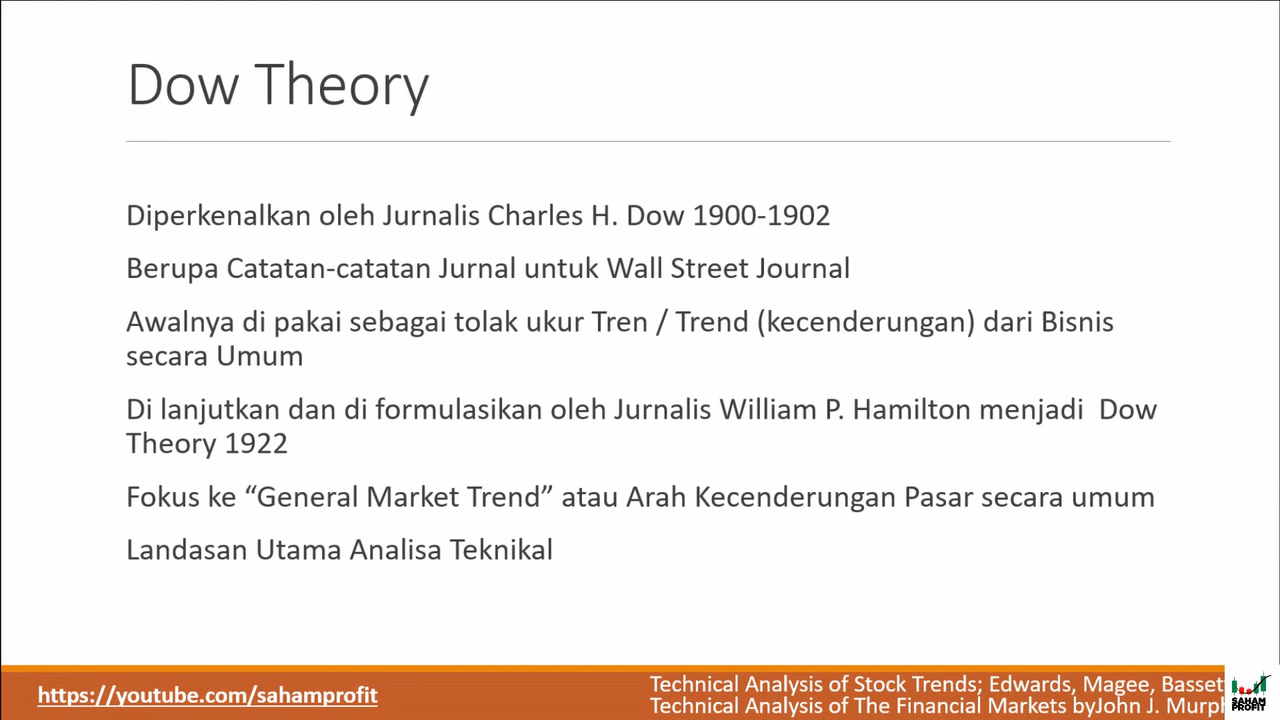 Dow Theory
Diperkenalkan oleh Jurnalis Charles H. Dow 1900-1902
Berupa Catatan-catatan Jurnal untuk Wall Street Journal
Awalnya di pakai sebagai tolak ukur Tren / Trend (kecenderungan) dari Bisnis
secara Umum
Di lanjutkan dan di formulasikan oleh Jurnalis William P. Hamilton menjadi  Dow
Theory 1922
Fokus ke “General Market Trend” atau Arah Kecenderungan Pasar secara umum
Landasan Utama Analisa Teknikal
https://youtube.com/sahamprofit
Technical Analysis of Stock Trends; Edwards, Magee, Basset
Technical Analysis of The Financial Markets byJohn J. Murph
SAHAM
PROFIT